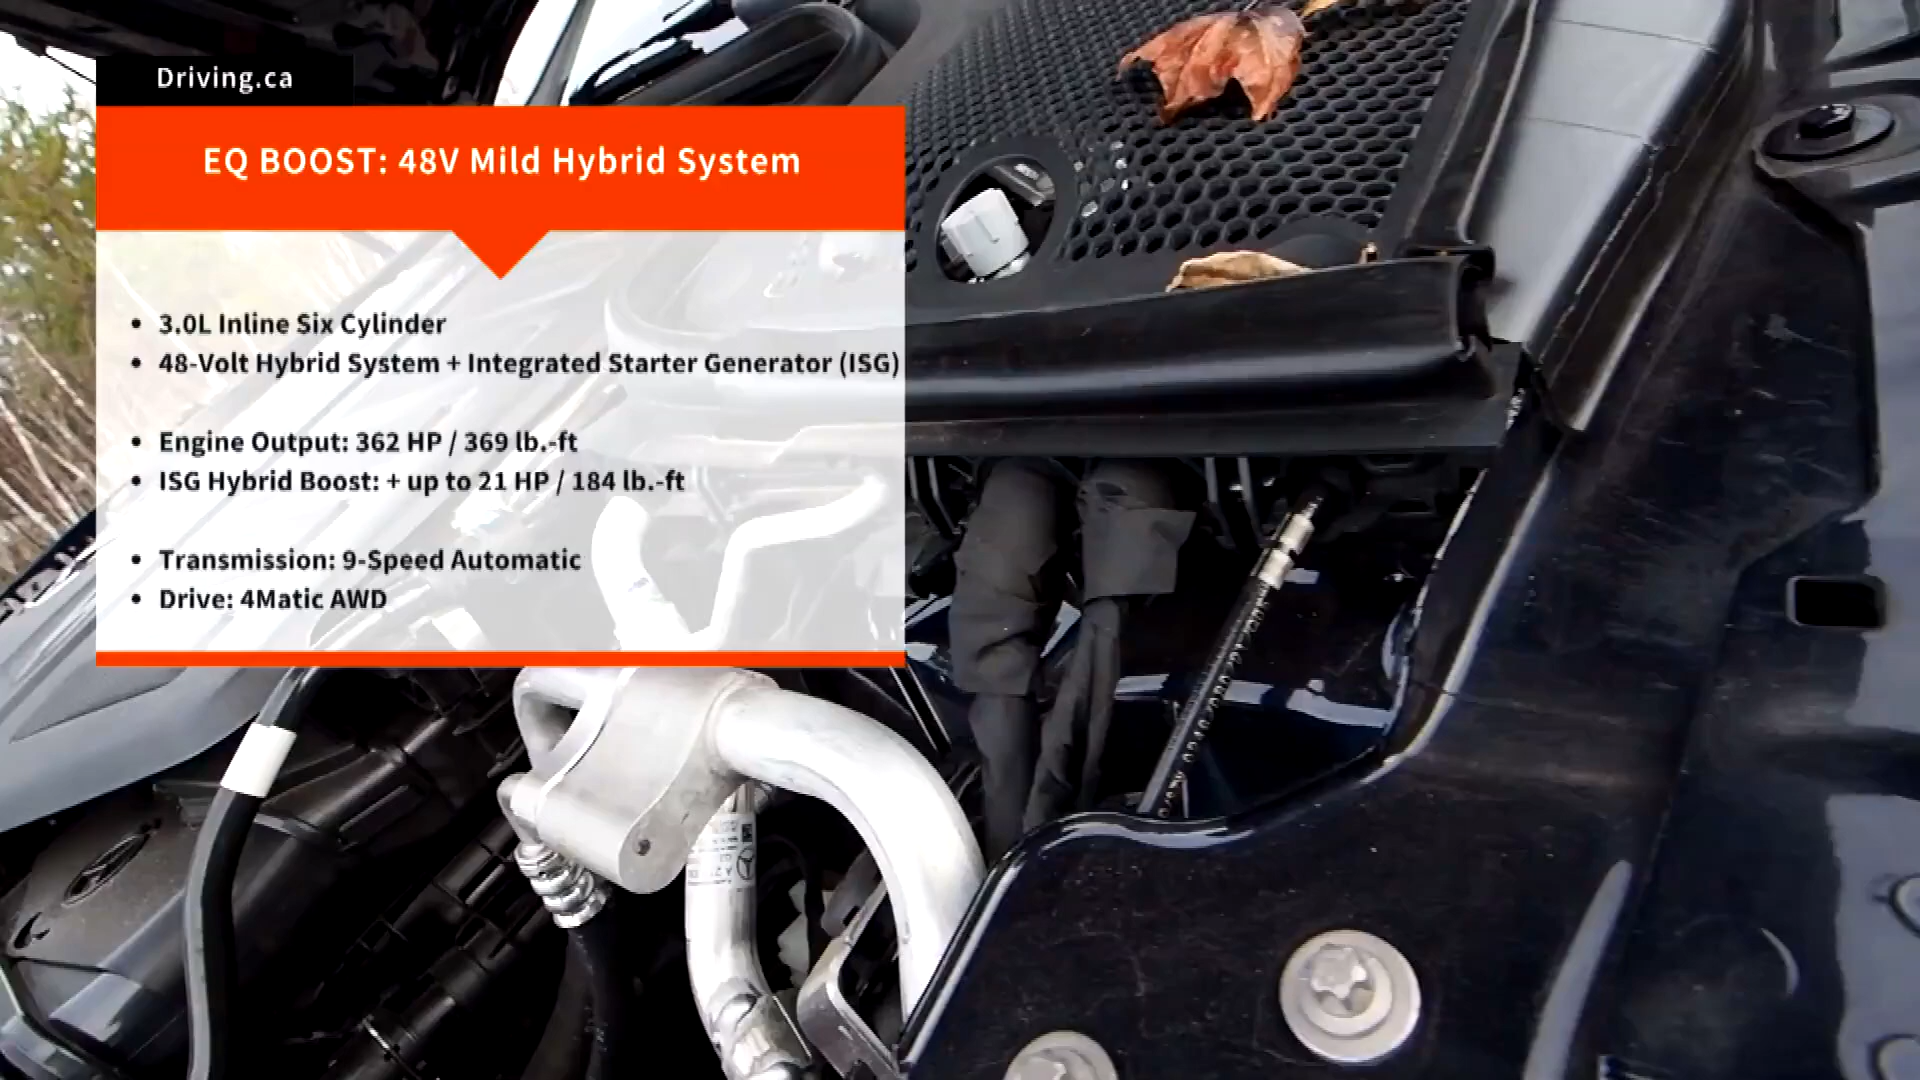 Driving.ca
EQ BOOST: 48V Mild Hybrid System
• 3.0L Inline Six Cylinder
• 48-Volt Hybrid System + Integrated Starter Generator (ISG)
• Engine Output: 362 HP / 369 lb.-ft
• ISG Hybrid Boost: + up to 21 HP / 184 lb.-ft
• Transmission: 9-Speed Automatic
• Drive: 4Matic AWD